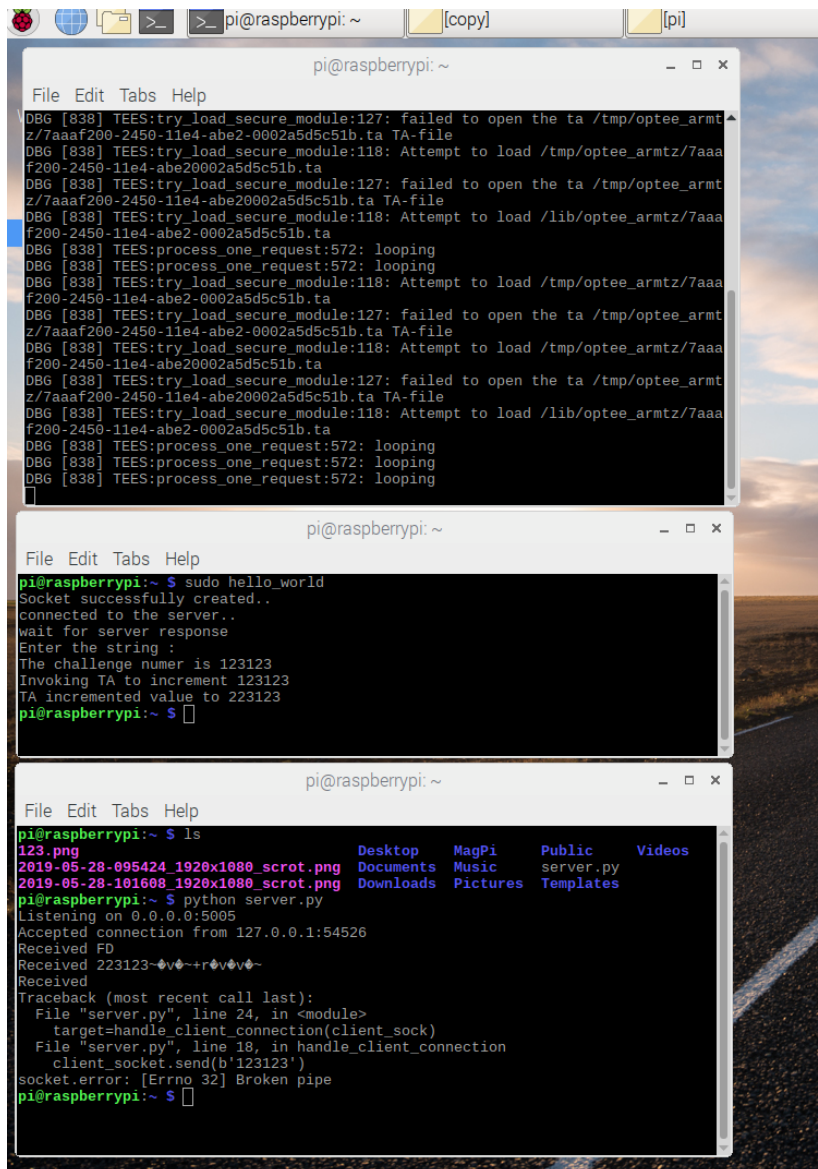 pi@raspberrypi: ~ [copy] [pi]
pi@raspberrypi: ~
File Edit Tabs Help
DBG [838] TEES:try_load_secure_module:127: failed to open the ta /tmp/optee_armt
z/7aaaf200-2450-11e4-abe2-0002a5d5c51b.ta TA-file
DBG [838] TEES:try_load_secure_module:118: Attempt to load /tmp/optee_armtz/7aaa
f200-2450-11e4-abe20002a5d5c51b.ta
DBG [838] TEES:try_load_secure_module:127: failed to open the ta /tmp/optee_armt
z/7aaaf200-2450-11e4-abe20002a5d5c51b.ta TA-file
DBG [838] TEES:try_load_secure_module:118: Attempt to load /lib/optee_armtz/7aaa
f200-2450-11e4-abe2-0002a5d5c51b.ta
DBG [838] TEES:process_one_request:572: looping
DBG [838] TEES:process_one_request:572: looping
DBG [838] TEES:try_load_secure_module:118: Attempt to load /tmp/optee_armtz/7aaa
f200-2450-11e4-abe2-0002a5d5c51b.ta
DBG [838] TEES:try_load_secure_module:127: failed to open the ta /tmp/optee_armt
z/7aaaf200-2450-11e4-abe2-0002a5d5c51b.ta TA-file
DBG [838] TEES:try_load_secure_module:118: Attempt to load /tmp/optee_armtz/7aaa
f200-2450-11e4-abe20002a5d5c51b.ta
DBG [838] TEES:try_load_secure_module:127: failed to open the ta /tmp/optee_armt
z/7aaaf200-2450-11e4-abe20002a5d5c51b.ta TA-file
DBG [838] TEES:try_load_secure_module:118: Attempt to load /lib/optee_armtz/7aaa
f200-2450-11e4-abe2-0002a5d5c51b.ta
DBG [838] TEES:process_one_request:572: looping
DBG [838] TEES:process_one_request:572: looping
DBG [838] TEES:process_one_request:572: looping
pi@raspberrypi: ~
File Edit Tabs Help
pi@raspberrypi:~ $ sudo hello_world
Socket successfully created..
connected to the server..
wait for server response
Enter the string :
The challenge numer is 123123
Invoking TA to increment 123123
TA incremented value to 223123
pi@raspberrypi:~ $
pi@raspberrypi: ~
File Edit Tabs Help
pi@raspberrypi:~ $ ls
123.png Desktop MagPi Public Videos
2019-05-28-095424_1920x1080_scrot.png Documents Music server.py
2019-05-28-101608_1920x1080_scrot.png Downloads Pictures Templates
pi@raspberrypi:~ $ python server.py
Listening on 0.0.0.0:5005
Accepted connection from 127.0.0.1:54526
Received FD
Received 223123~�v�~+r�v�v�~
Received
Traceback (most recent call last):
File "server.py", line 24, in <module>
target=handle_client_connection(client_sock)
File "server.py", line 18, in handle_client_connection
client_socket.send(b'123123')
socket.error: [Errno 32] Broken pipe
pi@raspberrypi:~ $